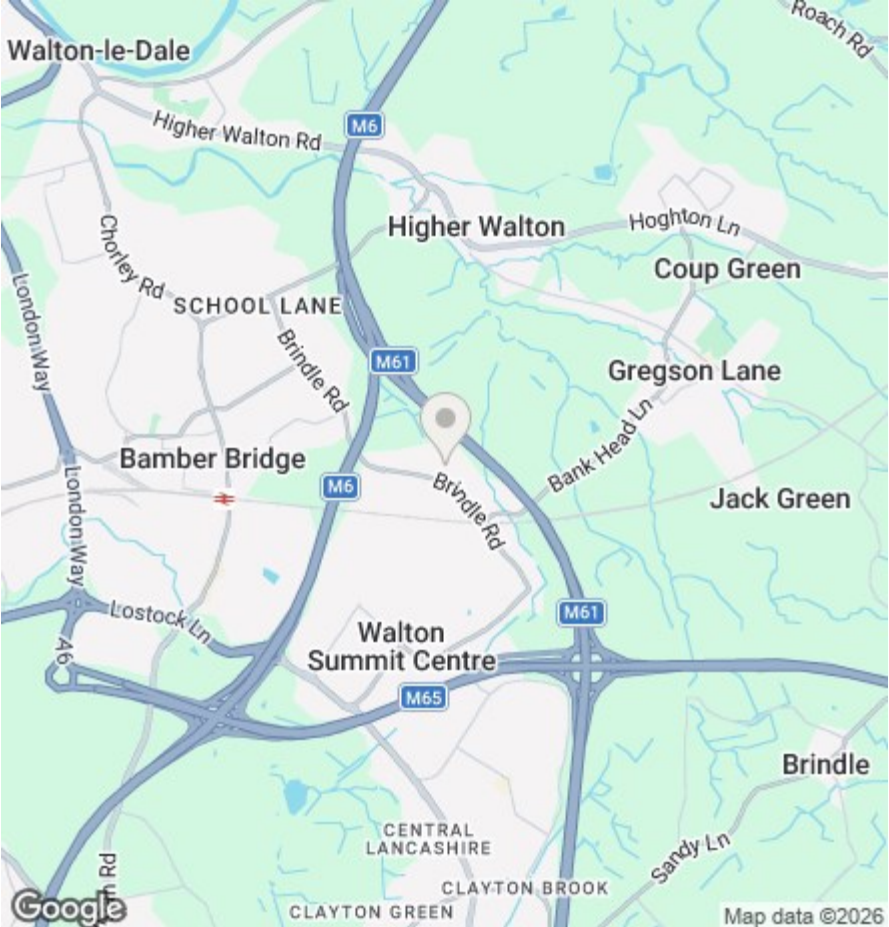 Roach Rd
Walton-le-Dale
M6
Higher Walton Rd
Higher Walton
Hoghton Ln
Chorley Rd
Coup Green
London Way
SCHOOL LANE
Brindle Rd
M61
Gregson Lane
Bank Head Ln
Bamber Bridge
London Way
M6
Brindle Rd
Jack Green
M61
Lostock Ln
A6
Walton
Summit Centre
M65
Brindle
CENTRAL
LANCASHIRE
Sandy Ln
Rd
CLAYTON BROOK
CLAYTON GREEN
Google
Map data ©2026